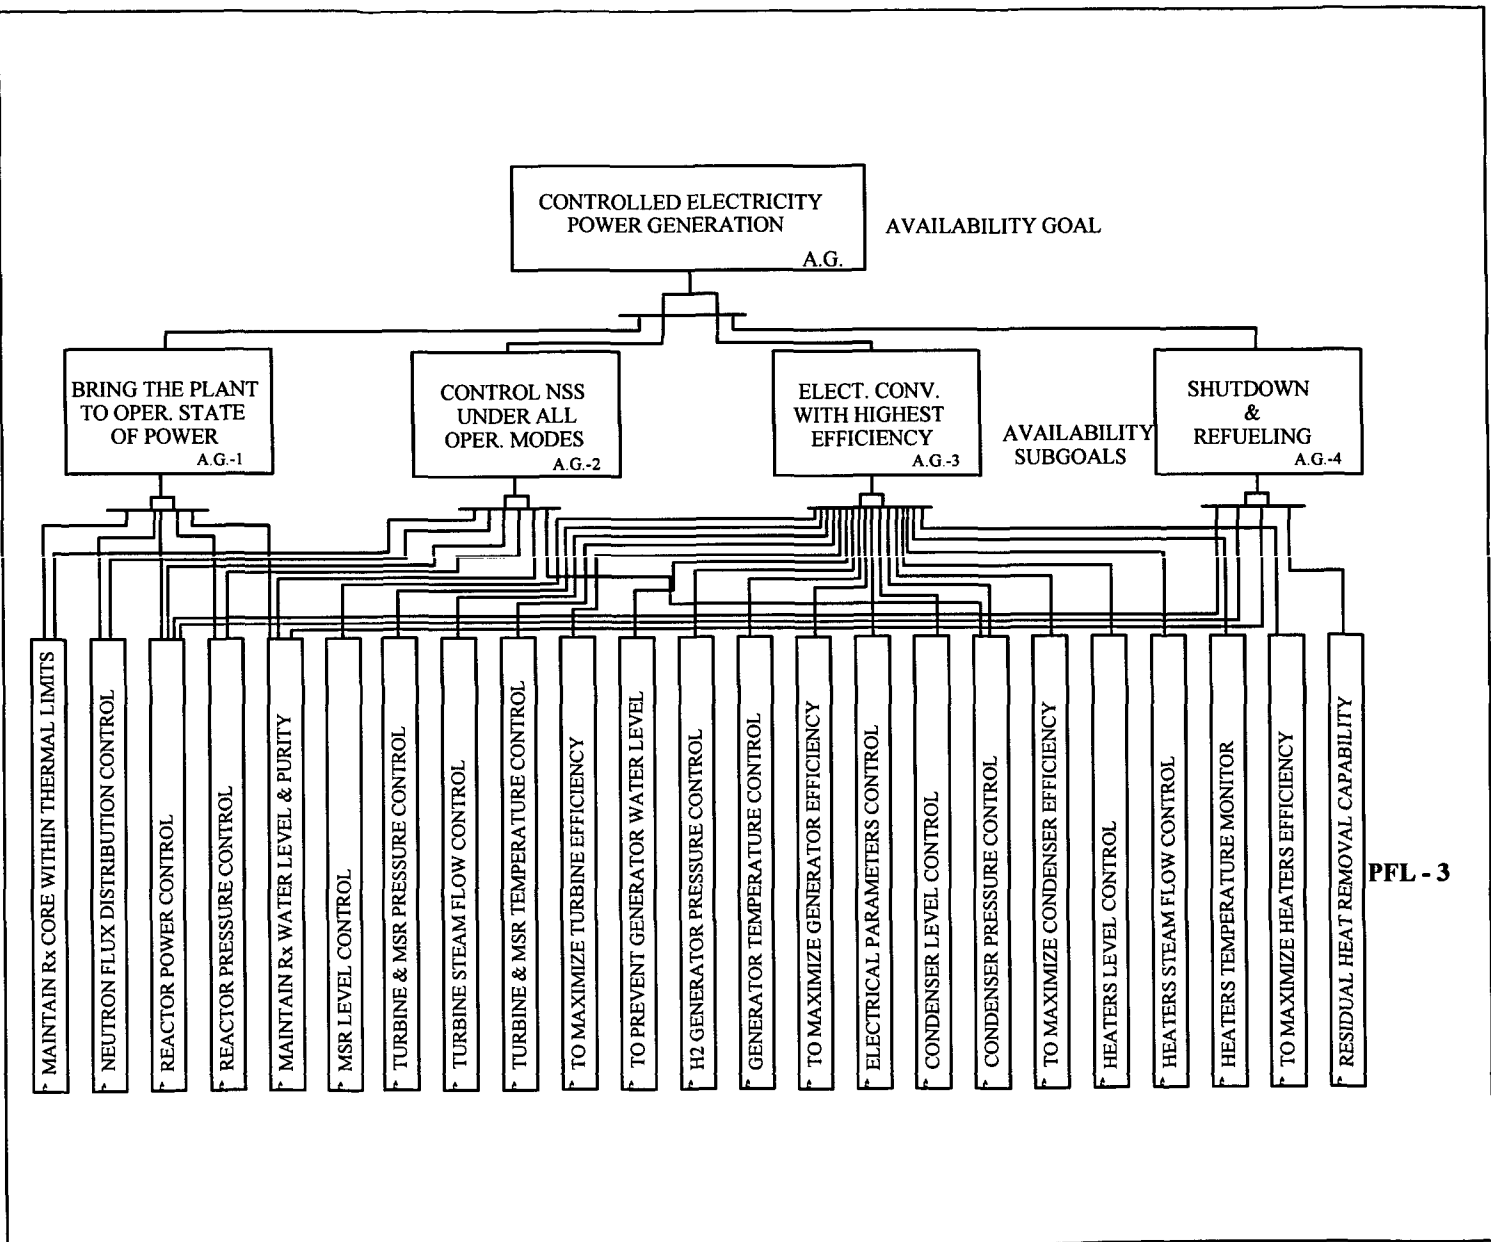 CONTROLLED ELECTRICITY
POWER GENERATION
A.G.
AVAILABILITY GOAL
BRING THE PLANT
TO OPER. STATE
OF POWER
A.G.-1
CONTROL NSS
UNDER ALL
OPER. MODES
A.G.-2
ELECT. CONV.
WITH HIGHEST
EFFICIENCY
A.G.-3
AVAILABILITY
SUBGOALS
SHUTDOWN
&
REFUELING
A.G.-4
MAINTAIN Rx CORE WITHIN THERMAL LIMITS
NEUTRON FLUX DISTRIBUTION CONTROL
REACTOR POWER CONTROL
REACTOR PRESSURE CONTROL
MAINTAIN Rx WATER LEVEL & PURITY
MSR LEVEL CONTROL
TURBINE & MSR PRESSURE CONTROL
TURBINE STEAM FLOW CONTROL
TURBINE & MSR TEMPERATURE CONTROL
TO MAXIMIZE TURBINE EFFICIENCY
TO PREVENT GENERATOR WATER LEVEL
H2 GENERATOR PRESSURE CONTROL
GENERATOR TEMPERATURE CONTROL
TO MAXIMIZE GENERATOR EFFICIENCY
ELECTRICAL PARAMETERS CONTROL
CONDENSER LEVEL CONTROL
CONDENSER PRESSURE CONTROL
TO MAXIMIZE CONDENSER EFFICIENCY
HEATERS LEVEL CONTROL
HEATERS STEAM FLOW CONTROL
HEATERS TEMPERATURE MONITOR
TO MAXIMIZE HEATERS EFFICIENCY
RESIDUAL HEAT REMOVAL CAPABILITY
PFL - 3